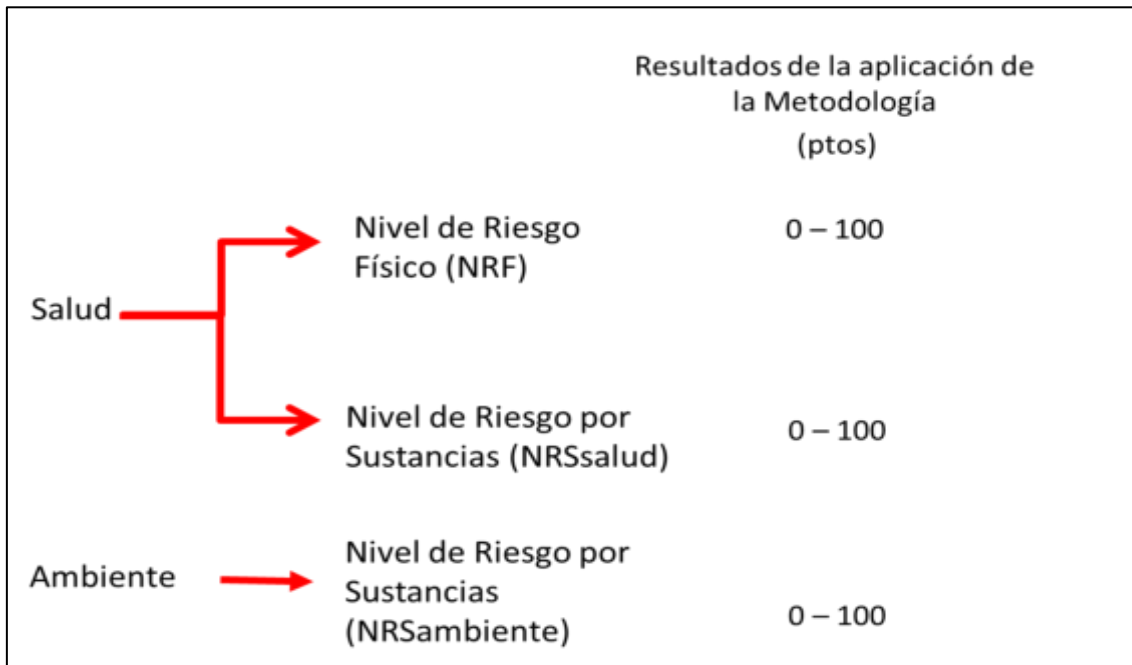 Resultados de la aplicación de
la Metodología
(ptos)
Salud
Nivel de Riesgo
Físico (NRF)
0 – 100
Nivel de Riesgo por
Sustancias (NRSsalud)
0 – 100
Ambiente
Nivel de Riesgo por
Sustancias
(NRSambiente)
0 – 100